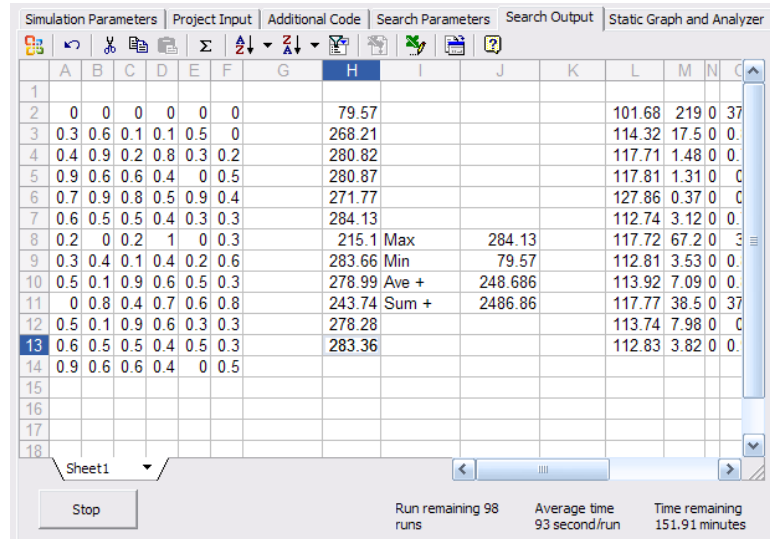 Simulation Parameters Project Input Additional Code Search Parameters Search Output Static Graph and Analyzer
A B C D E F G H I J K L M N
1
2 0 0 0 0 0 0 79.57 101.68 219 0 37
3 0.3 0.6 0.1 0.1 0.5 0 268.21 114.32 17.5 0 0.
4 0.4 0.9 0.2 0.8 0.3 0.2 280.82 117.71 1.48 0 0.
5 0.9 0.6 0.6 0.4 0 0.5 280.87 117.81 1.31 0
6 0.7 0.9 0.8 0.5 0.9 0.4 271.77 127.86 0.37 0
7 0.6 0.5 0.5 0.4 0.3 0.3 284.13 112.74 3.12 0 0.
8 0.2 0 0.2 1 0 0.3 215.1 Max 284.13 117.72 67.2 0
9 0.3 0.4 0.1 0.4 0.2 0.6 283.66 Min 79.57 112.81 3.53 0 0.
10 0.5 0.1 0.9 0.6 0.5 0.3 278.99 Ave + 248.686 113.92 7.09 0 0.
11 0 0.8 0.4 0.7 0.6 0.8 243.74 Sum + 2486.86 117.77 38.5 0 37
12 0.5 0.1 0.9 0.6 0.3 0.3 278.28 113.74 7.98 0
13 0.6 0.5 0.5 0.4 0.5 0.3 283.36 112.83 3.82 0 0.
14 0.9 0.6 0.6 0.4 0 0.5
15
16
17
18
Sheet1
Stop Run remaining 98 Average time Time remaining
runs 93 second/run 151.91 minutes